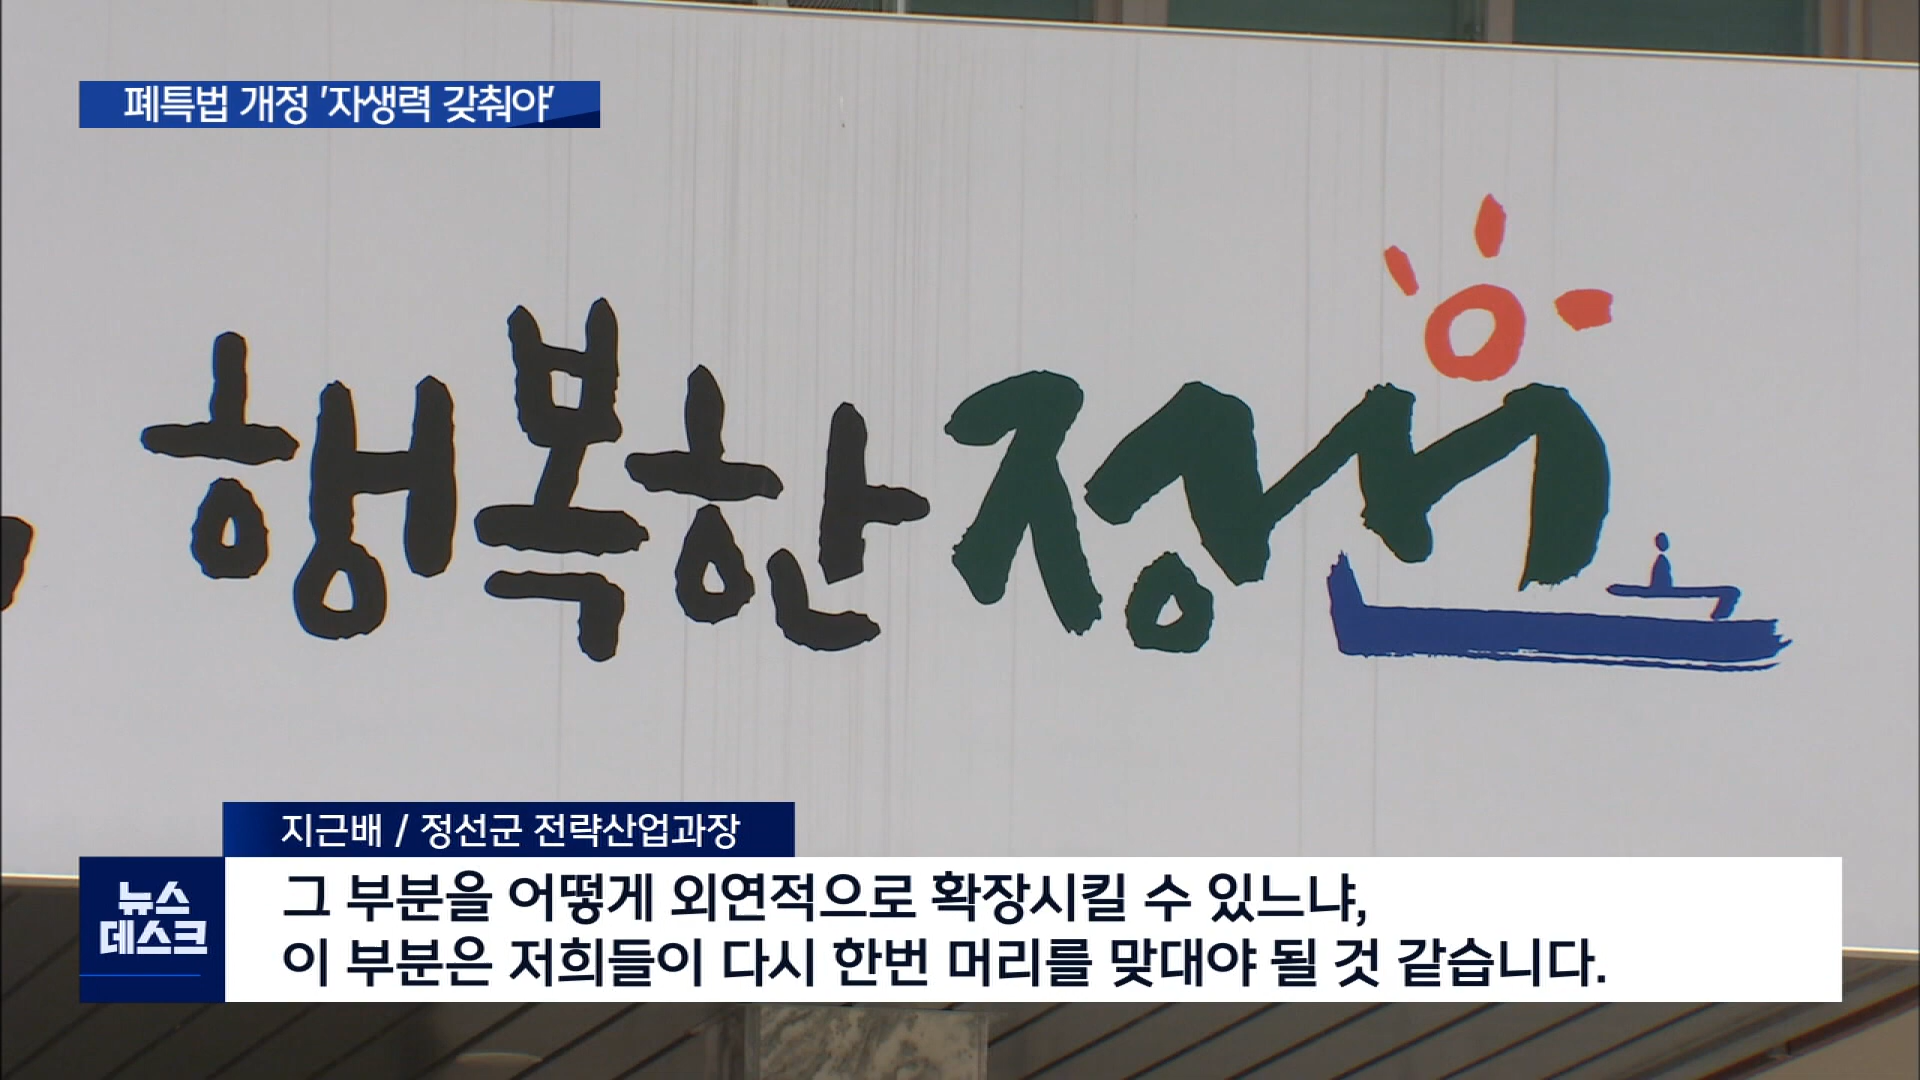 폐특법 개정 '자생력 갖춰야'
행복한 정선
지근배 / 정선군 전략산업과장
뉴스
데스크
그 부분을 어떻게 외연적으로 확장시킬 수 있느냐,
이 부분은 저희들이 다시 한번 머리를 맞대야 될 것 같습니다.